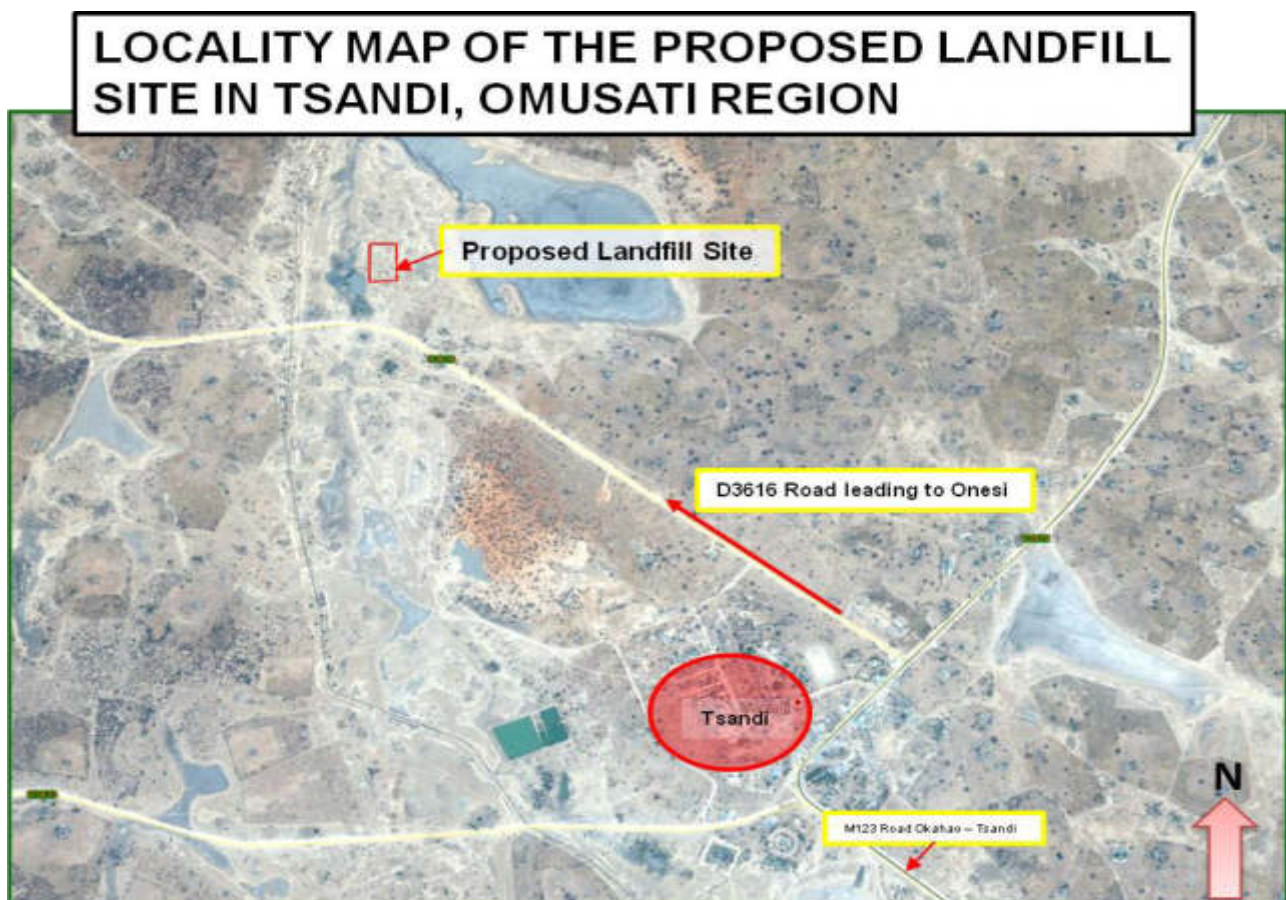 LOCALITY MAP OF THE PROPOSED LANDFILL
SITE IN TSANDI, OMUSATI REGION
Proposed Landfill Site
D3616 Road leading to Onesi
Tsandi
M123 Road Okahao – Tsandi
N